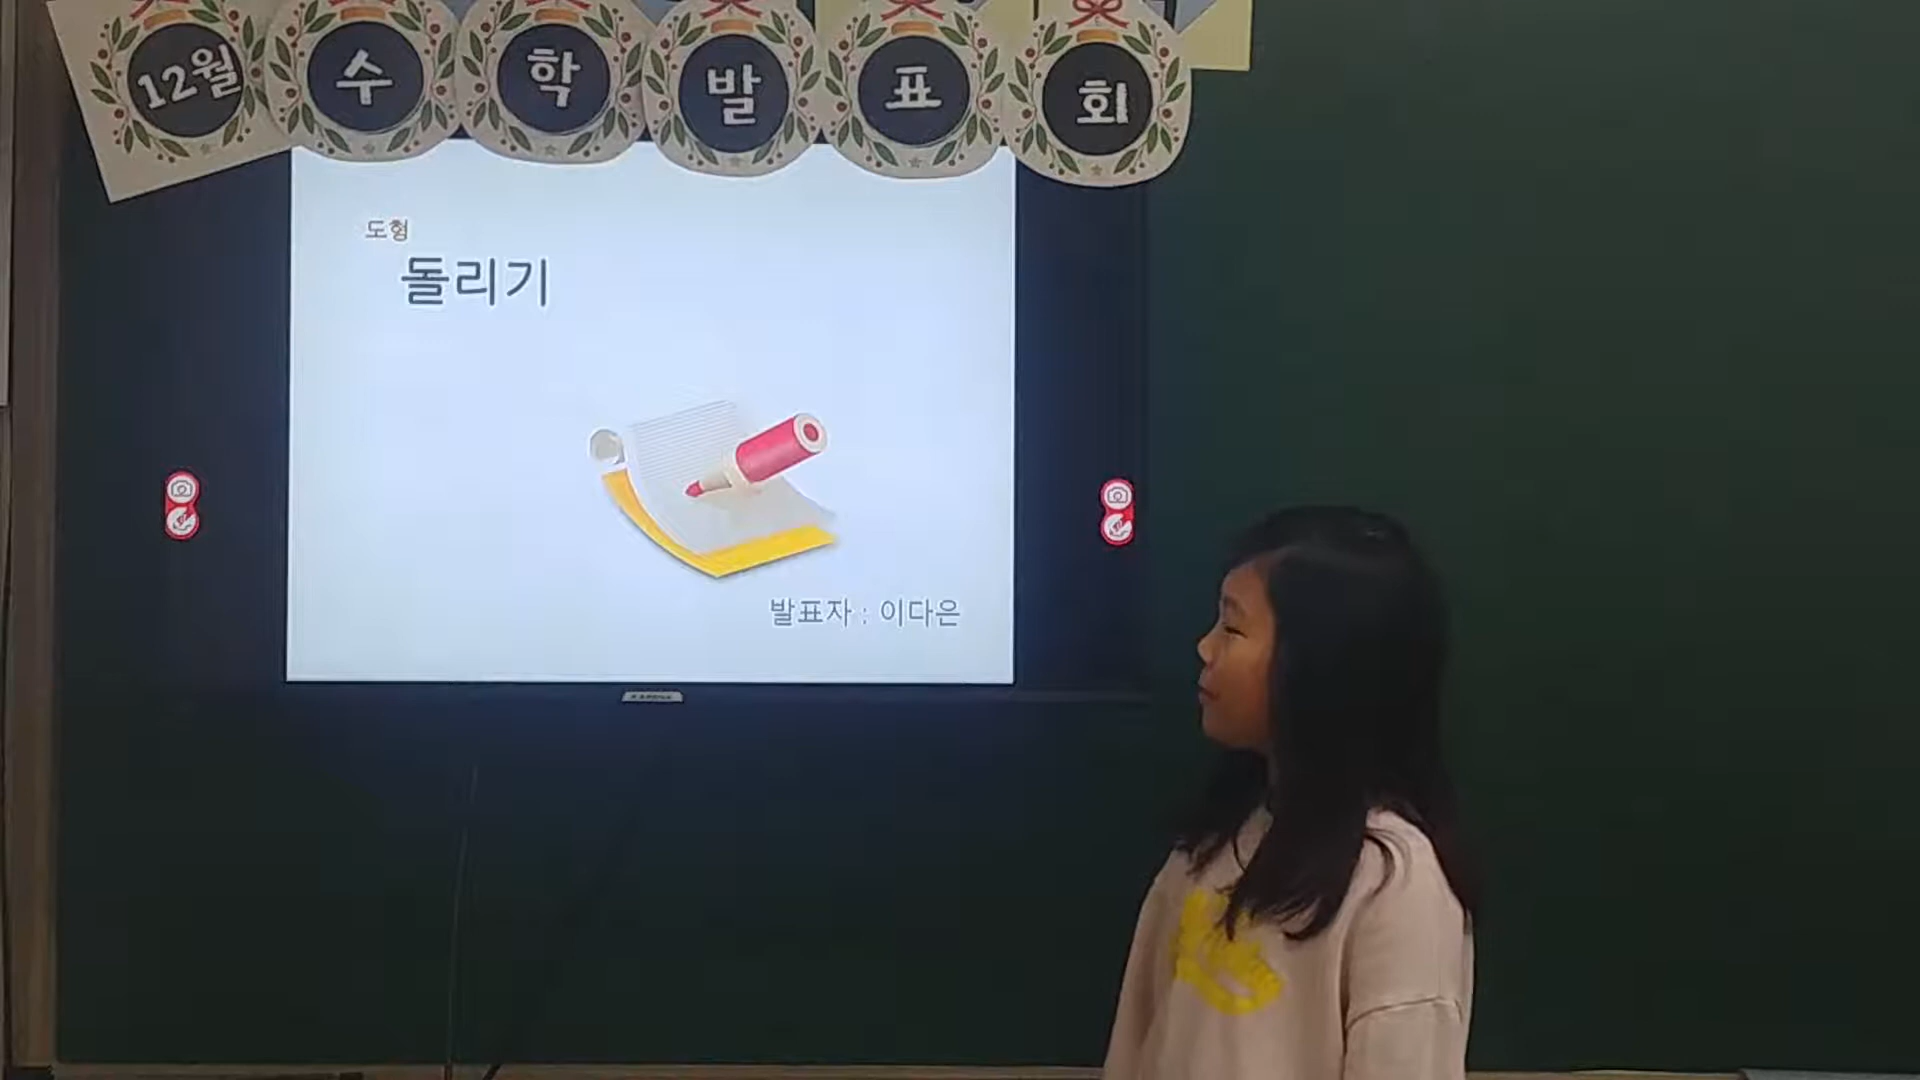 12월 수 학 발 표 회
도형
돌리기
발표자 : 이다은